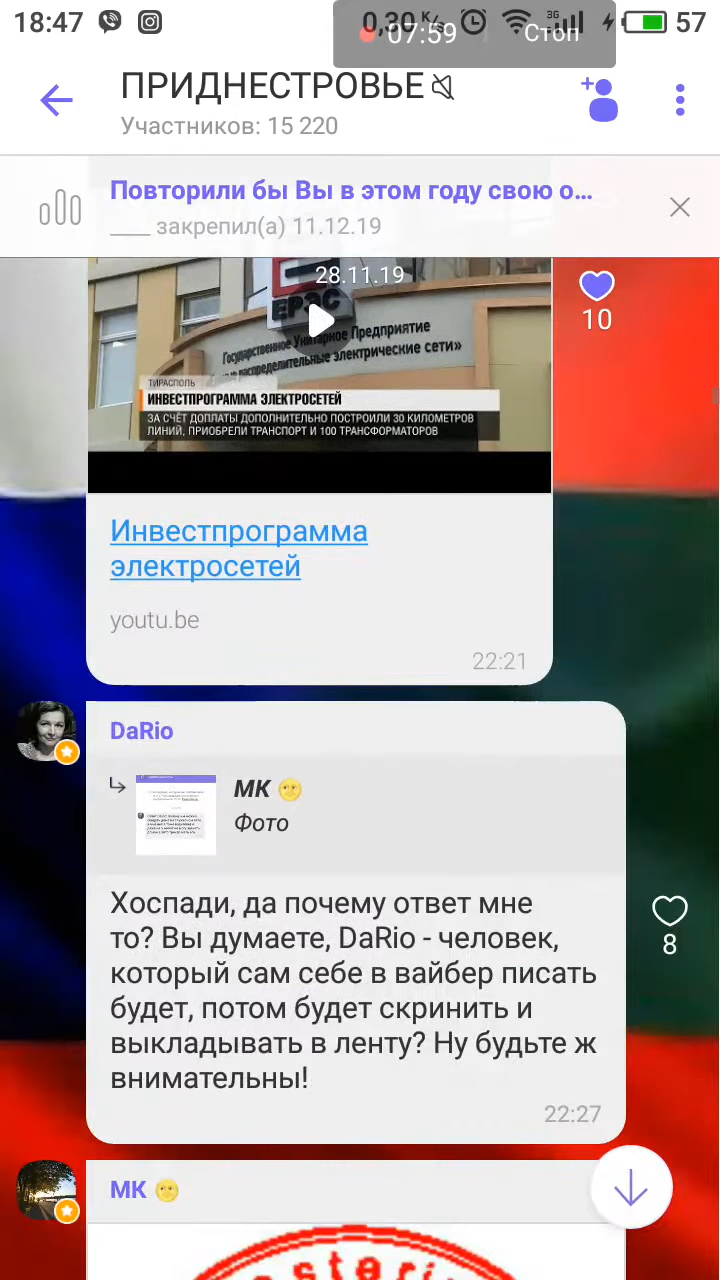 18:47
0,30 K/s
3G
57
07:59
Стоп
ПРИДНЕСТРОВЬЕ
Участников: 15 220
Повторили бы Вы в этом году свою о...
____ закрепил(а) 11.12.19
28.11.19
10
ЕРЭС
Государственное Унитарное Предприятие
распределительные электрические сети»
ТИРАСПОЛЬ
ИНВЕСТПРОГРАММА ЭЛЕКТРОСЕТЕЙ
ЗА СЧЁТ ДОПЛАТЫ ДОПОЛНИТЕЛЬНО ПОСТРОИЛИ 30 КИЛОМЕТРОВ
ЛИНИЙ, ПРИОБРЕЛИ ТРАНСПОРТ И 100 ТРАНСФОРМАТОРОВ
Инвестпрограмма
электросетей
youtu.be
22:21
DaRio
МК 🌝
Фото
Хоспади, да почему ответ мне
то? Вы думаете, DaRio - человек,
который сам себе в вайбер писать
будет, потом будет скринить и
выкладывать в ленту? Ну будьте ж
внимательны!
8
22:27
МК 🌝